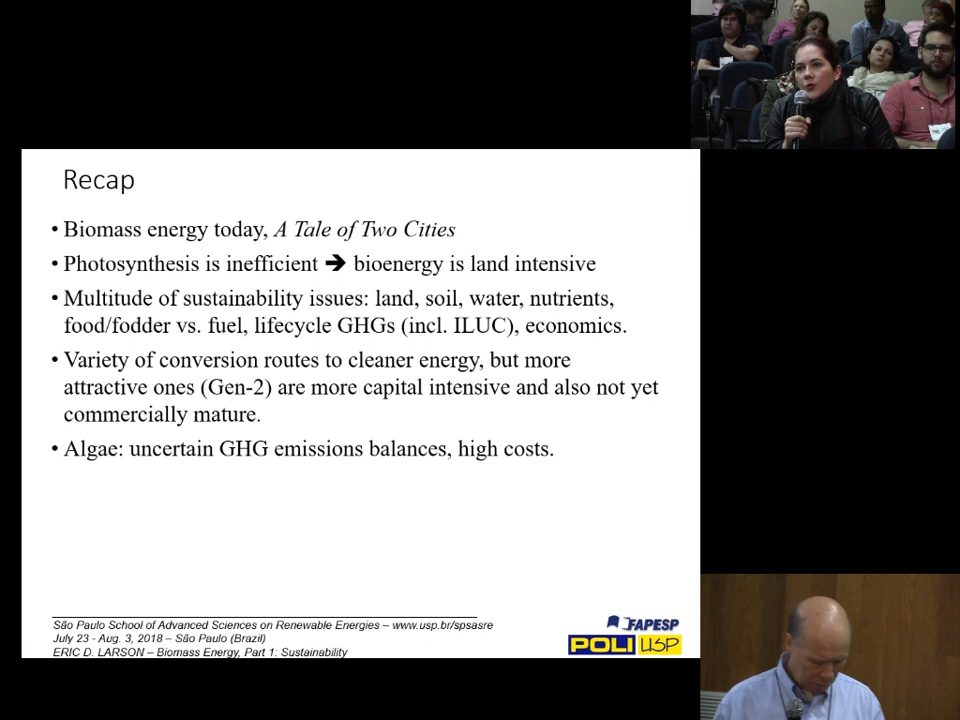 Recap
• Biomass energy today, A Tale of Two Cities
• Photosynthesis is inefficient ➔ bioenergy is land intensive
• Multitude of sustainability issues: land, soil, water, nutrients,
food/fodder vs. fuel, lifecycle GHGs (incl. ILUC), economics.
• Variety of conversion routes to cleaner energy, but more
attractive ones (Gen-2) are more capital intensive and also not yet
commercially mature.
• Algae: uncertain GHG emissions balances, high costs.
São Paulo School of Advanced Sciences on Renewable Energies – www.usp.br/spsasre
July 23 - Aug. 3, 2018 – São Paulo (Brazil)
ERIC D. LARSON – Biomass Energy, Part 1: Sustainability
FAPESP
POLI USP